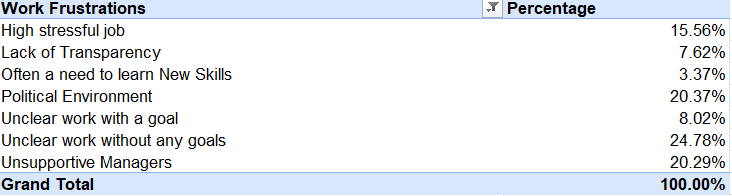 Work Frustrations Percentage
High stressful job 15.56%
Lack of Transparency 7.62%
Often a need to learn New Skills 3.37%
Political Environment 20.37%
Unclear work with a goal 8.02%
Unclear work without any goals 24.78%
Unsupportive Managers 20.29%
Grand Total 100.00%